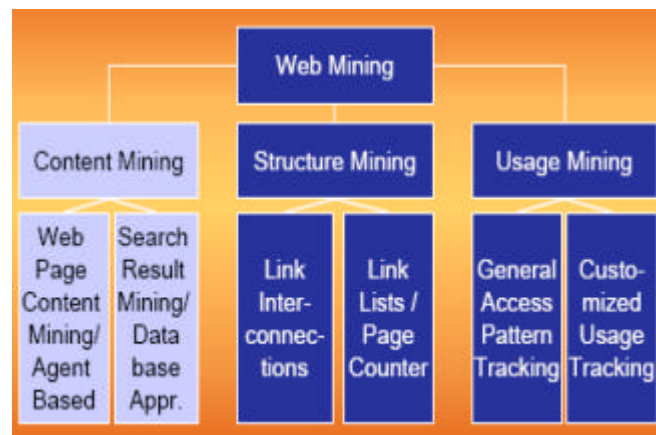 Web Mining
Content Mining
Structure Mining
Usage Mining
Web
Page
Content
Mining/
Agent
Based
Search
Result
Mining/
Data
base
Appr.
Link
Inter-
connec-
tions
Link
Lists /
Page
Counter
General
Access
Pattern
Tracking
Custo-
mized
Usage
Tracking